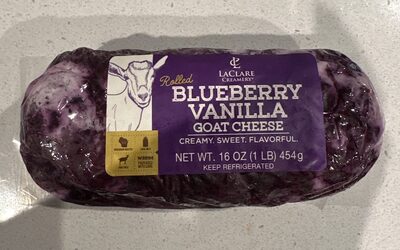 LC
LACLARE
CREAMERY®
Rolled
BLUEBERRY
VANILLA
GOAT CHEESE
CREAMY. SWEET. FLAVORFUL.
NET WT. 16 OZ (1 LB) 454g
KEEP REFRIGERATED